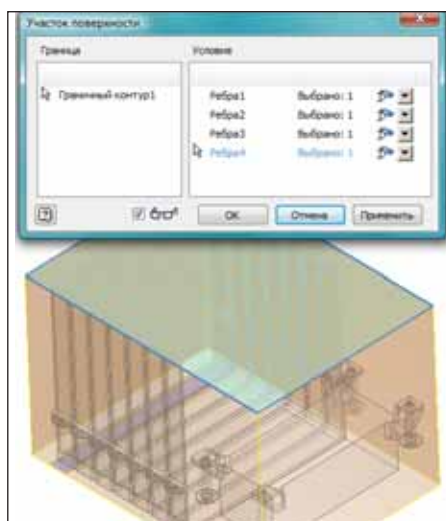 Участок поверхности
Граница
Условие
Граничный контур1
Ребра1 Выбрано: 1
Ребра2 Выбрано: 1
Ребра3 Выбрано: 1
Ребра4 Выбрано: 1
OK
Отмена
Применить